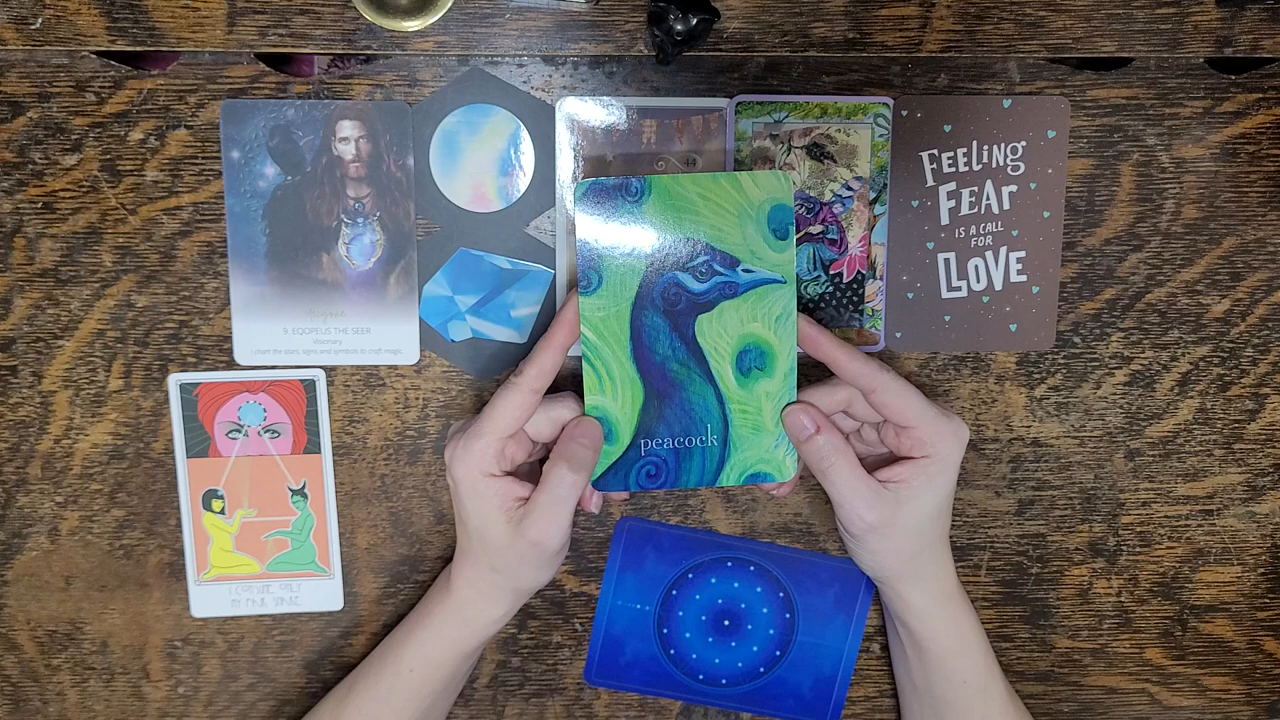 9. EQOPEUS THE SEER
Visionary
I chart the stars, signs and symbols to craft magic.
44
FEELING
FEAR
IS A CALL
FOR
LOVE
peacock